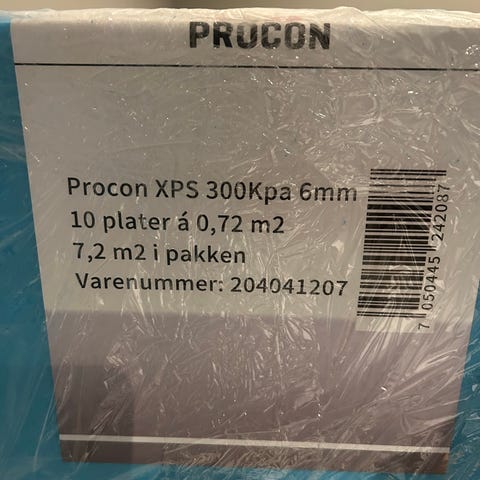 PROCON
Procon XPS 300Kpa 6mm
10 plater á 0,72 m2
7,2 m2 i pakken
Varenummer: 204041207
7 050445 242087